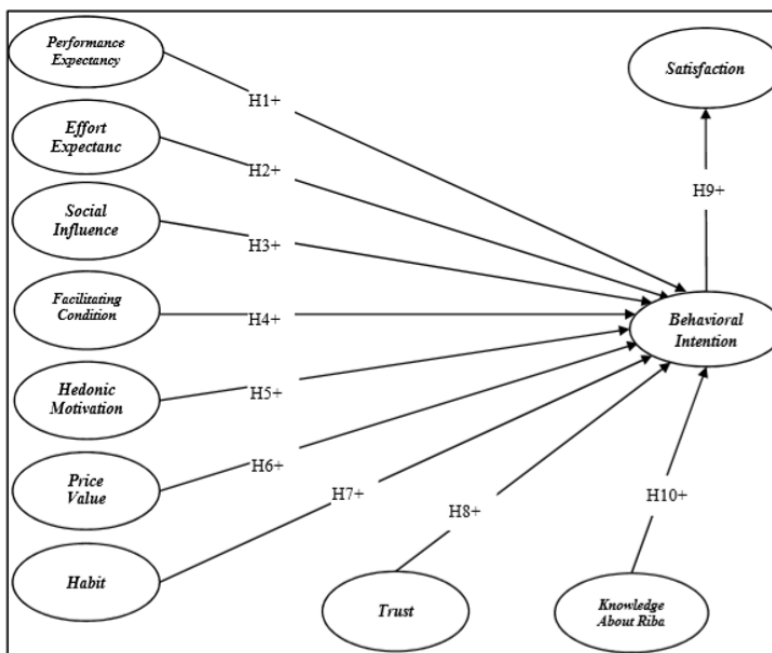 Performance
Expectancy
Satisfaction
H1+
Effort
Expectanc
H2+
H9+
Social
Influence
H3+
Facilitating
Condition
H4+
Behavioral
Intention
Hedonic
Motivation
H5+
Price
Value
H6+
H7+
H8+
H10+
Habit
Trust
Knowledge
About Riba